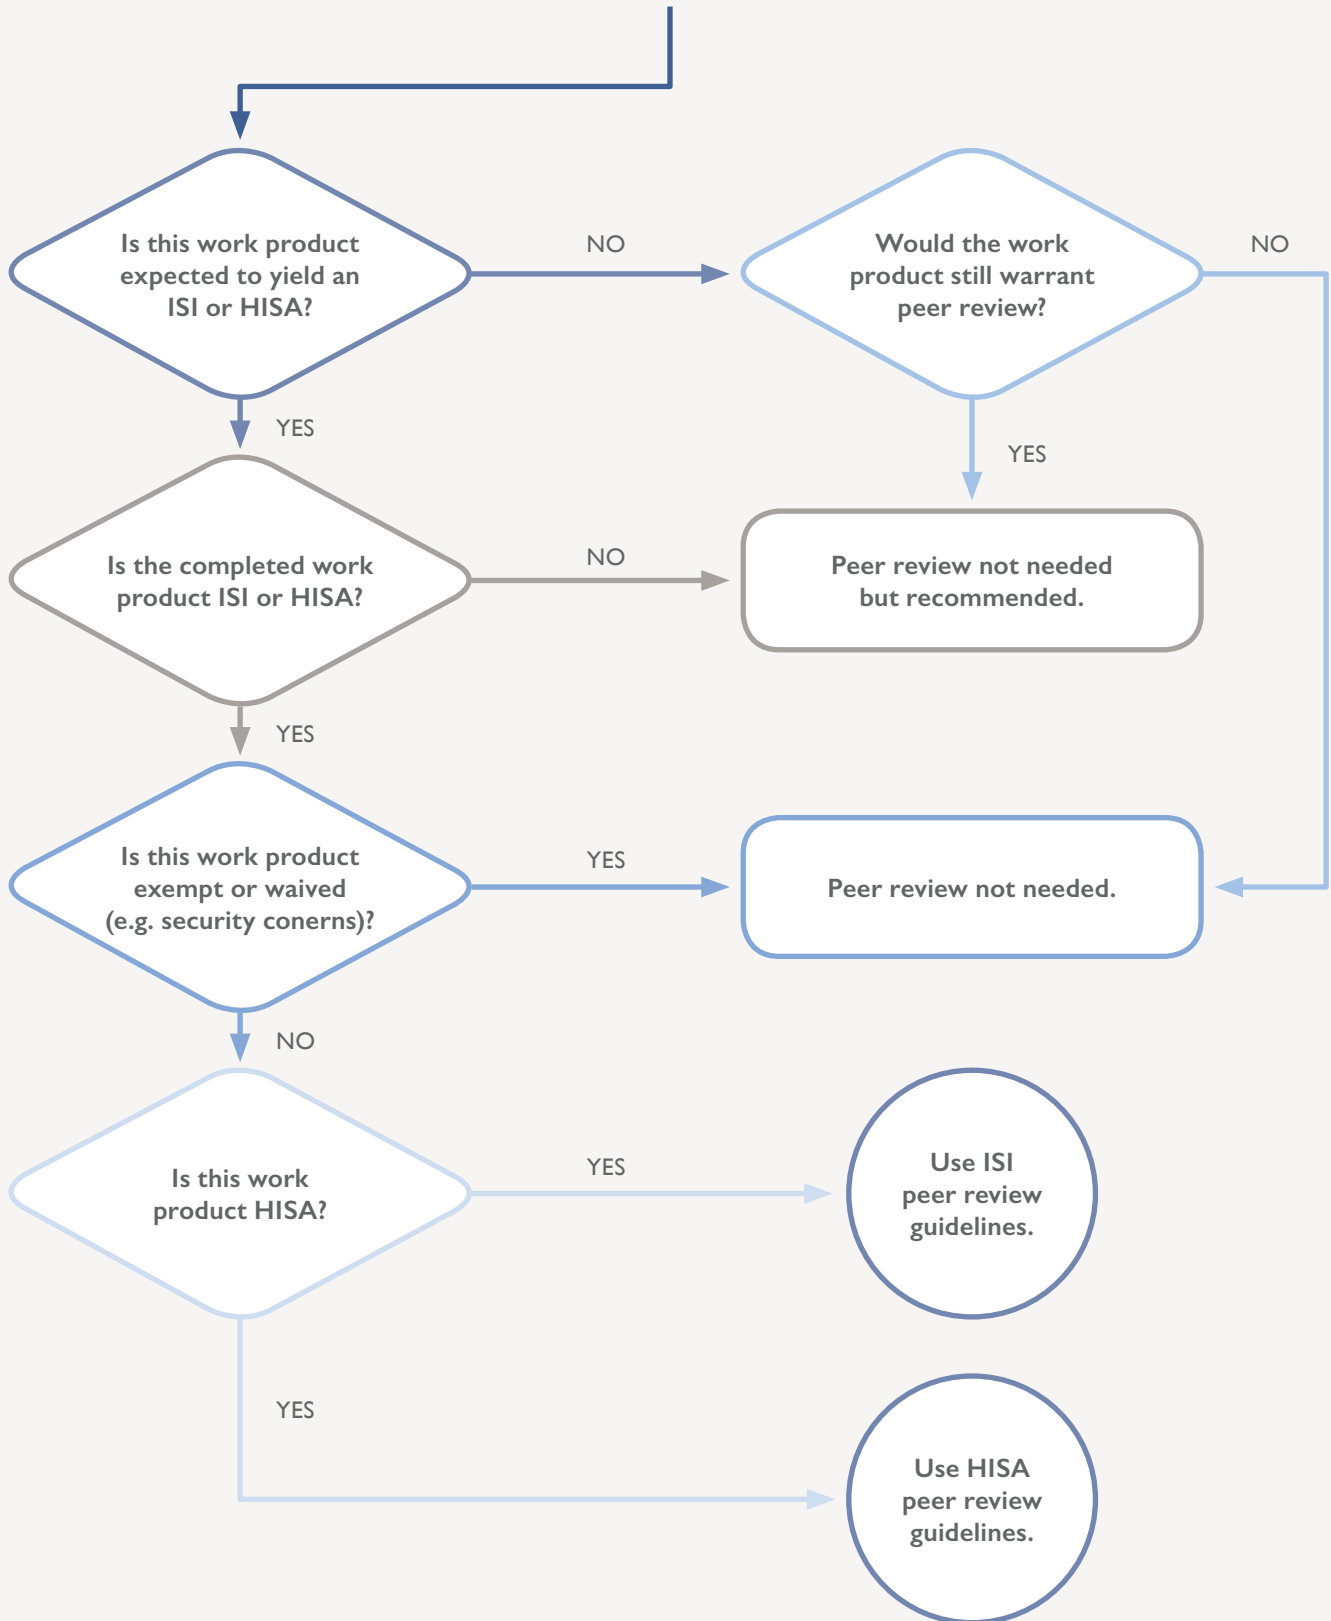 Is this work product
expected to yield an
ISI or HISA?
NO
Would the work
product still warrant
peer review?
NO
YES
YES
Is the completed work
product ISI or HISA?
NO
Peer review not needed
but recommended.
YES
Is this work product
exempt or waived
(e.g. security conerns)?
YES
Peer review not needed.
NO
Is this work
product HISA?
YES
Use ISI
peer review
guidelines.
YES
Use HISA
peer review
guidelines.